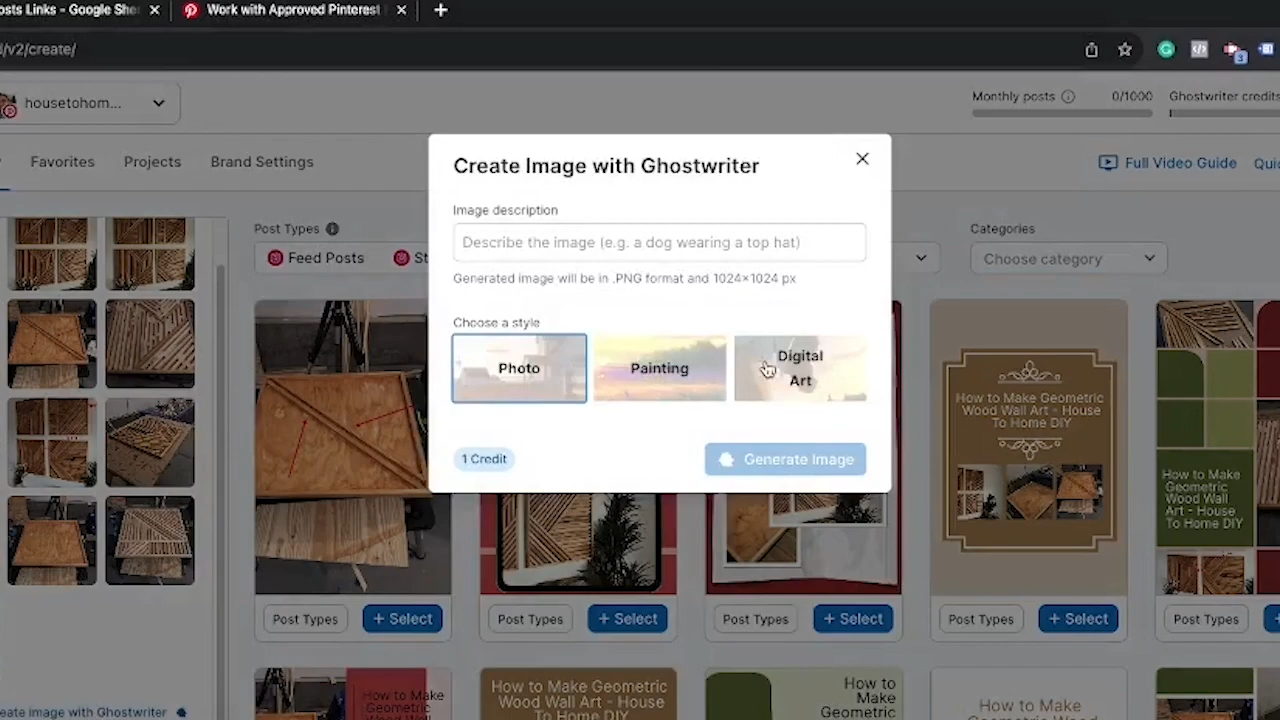 osts Links - Google She
Work with Approved Pinterest
/v2/create/
housetohom...
Monthly posts
0/1000
Ghostwriter credits
3
Favorites
Projects
Brand Settings
Full Video Guide
Create Image with Ghostwriter
Image description
Describe the image (e.g. a dog wearing a top hat)
Generated image will be in .PNG format and 1024×1024 px
Choose a style
Photo
Painting
Digital
Art
1 Credit
Generate Image
Post Types
Feed Posts
Categories
Choose category
How to Make Geometric
Wood Wall Art - House
To Home DIY
How to Make
Geometric
Wood Wall
Art - House
To Home DIY
Post Types
+ Select
Post Types
+ Select
Post Types
+ Select
Post Types
+ Select
Post Types
How to Make
Geometric
How to Make Geometric
Wood Wall Art - House
To Home DIY
How to
Make
Geometric
How to Make
eate image with Ghostwriter